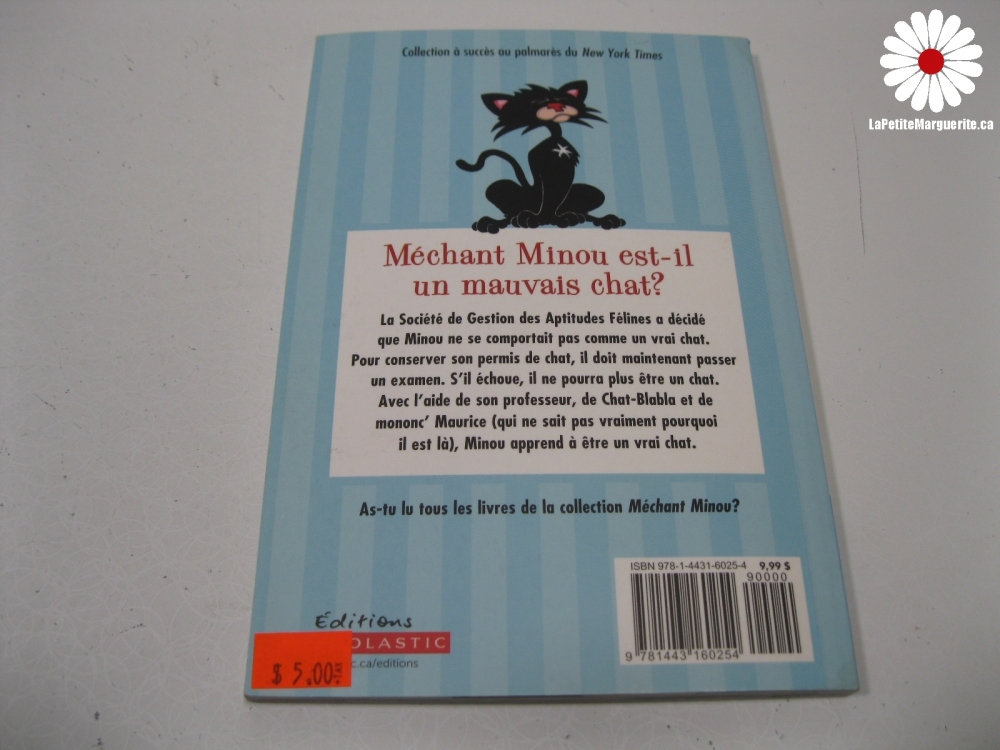 Collection à succès au palmarès du New York Times
LaPetiteMarguerite.ca
Méchant Minou est-il
un mauvais chat?
La Société de Gestion des Aptitudes Félines a décidé
que Minou ne se comportait pas comme un vrai chat.
Pour conserver son permis de chat, il doit maintenant passer
un examen. S'il échoue, il ne pourra plus être un chat.
Avec l'aide de son professeur, de Chat-Blabla et de
mononc' Maurice (qui ne sait pas vraiment pourquoi
il est là), Minou apprend à être un vrai chat.
As-tu lu tous les livres de la collection Méchant Minou?
ISBN 978-1-4431-6025-4 9,99 $
90000
9 781443 160254
Éditions
OLASTIC
c.ca/editions
$ 5.00